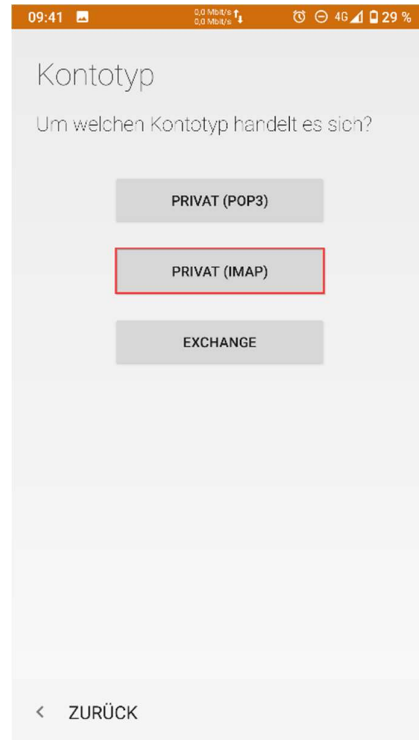 09:41
0,0 Mbit/s
0,0 Mbit/s
4G
29 %
Kontotyp
Um welchen Kontotyp handelt es sich?
PRIVAT (POP3)
PRIVAT (IMAP)
EXCHANGE
< ZURÜCK